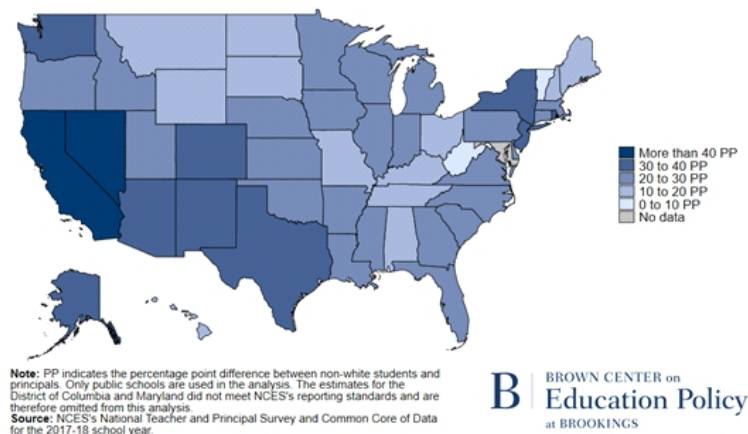 More than 40 PP
30 to 40 PP
20 to 30 PP
10 to 20 PP
0 to 10 PP
No data
Note: PP indicates the percentage point difference between non-white students and
principals. Only public schools are used in the analysis. The estimates for the
District of Columbia and Maryland did not meet NCES's reporting standards and are
therefore omitted from this analysis.
Source: NCES's National Teacher and Principal Survey and Common Core of Data
for the 2017-18 school year.
B
BROWN CENTER on
Education Policy
at BROOKINGS